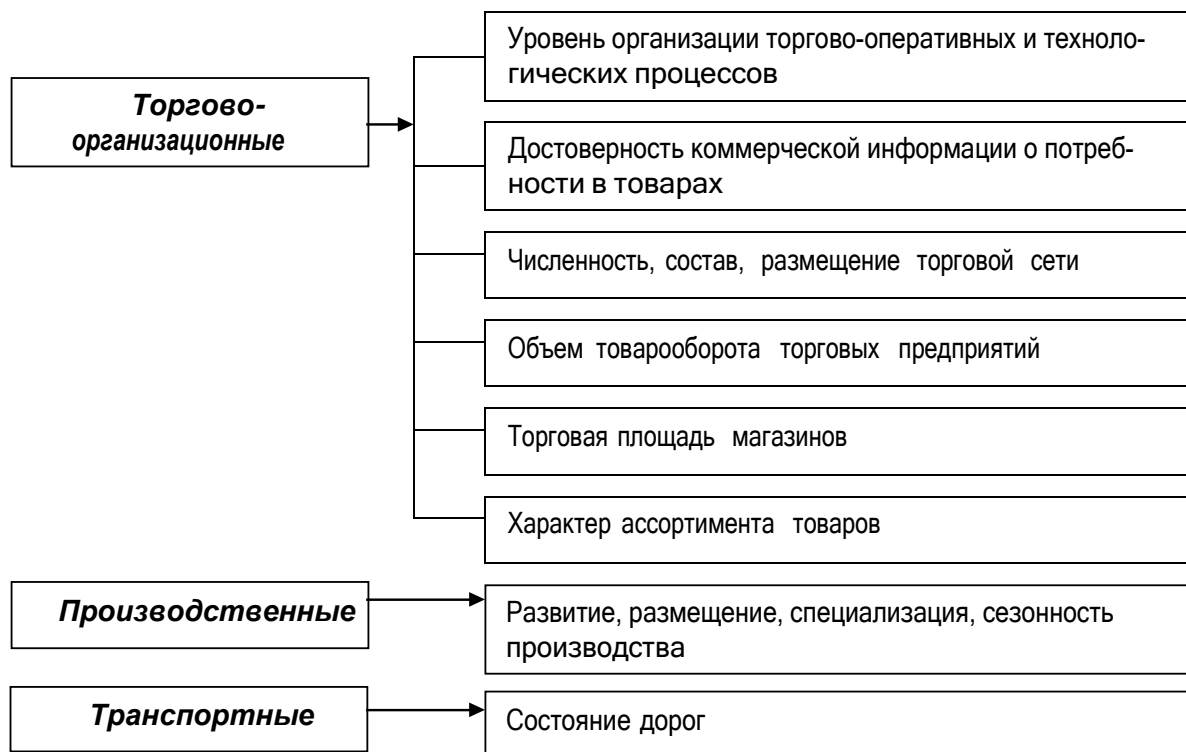 Торгово-
организационные
Уровень организации торгово-оперативных и техноло-
гических процессов
Достоверность коммерческой информации о потреб-
ности в товарах
Численность, состав, размещение торговой сети
Объем товарооборота торговых предприятий
Торговая площадь магазинов
Характер ассортимента товаров
Производственные
Развитие, размещение, специализация, сезонность
производства
Транспортные
Состояние дорог